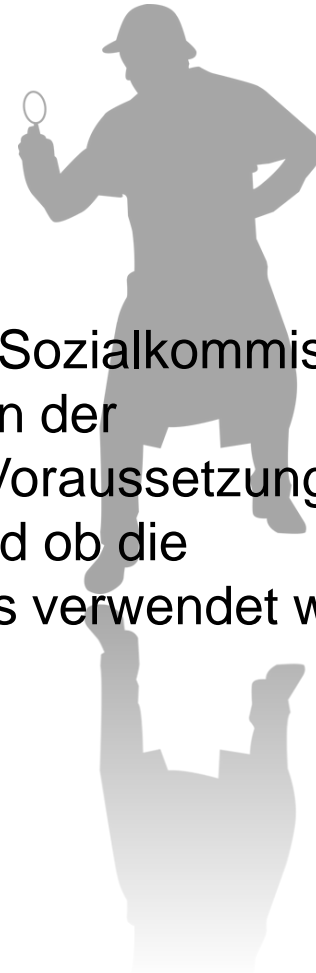 Sozialkommis
n der
Voraussetzung
d ob die
s verwendet w